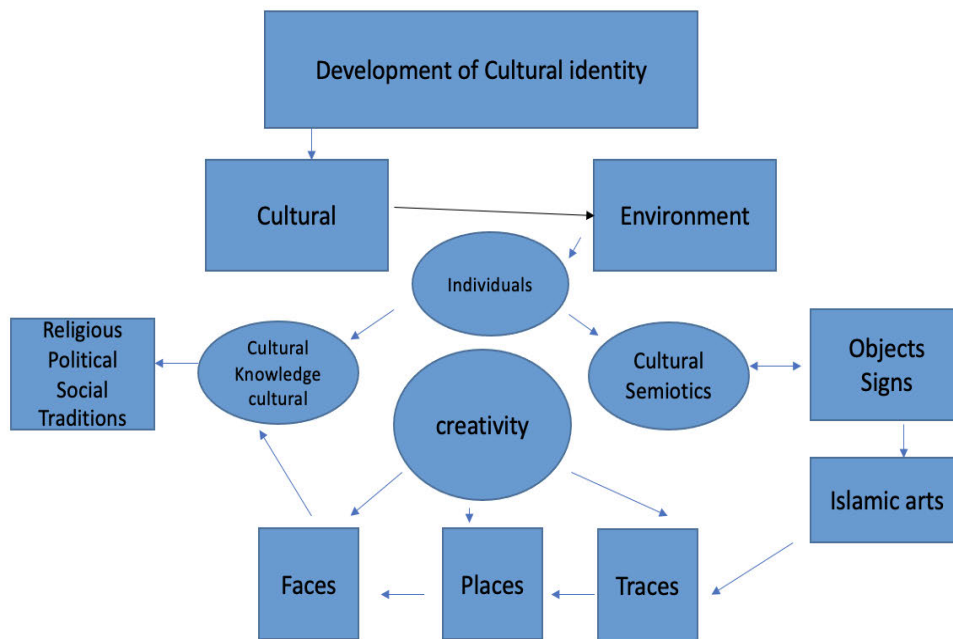 Development of Cultural identity
Cultural
Environment
Individuals
Religious
Political
Social
Traditions
Cultural
Knowledge
cultural
creativity
Cultural
Semiotics
Objects
Signs
Islamic arts
Faces
Places
Traces